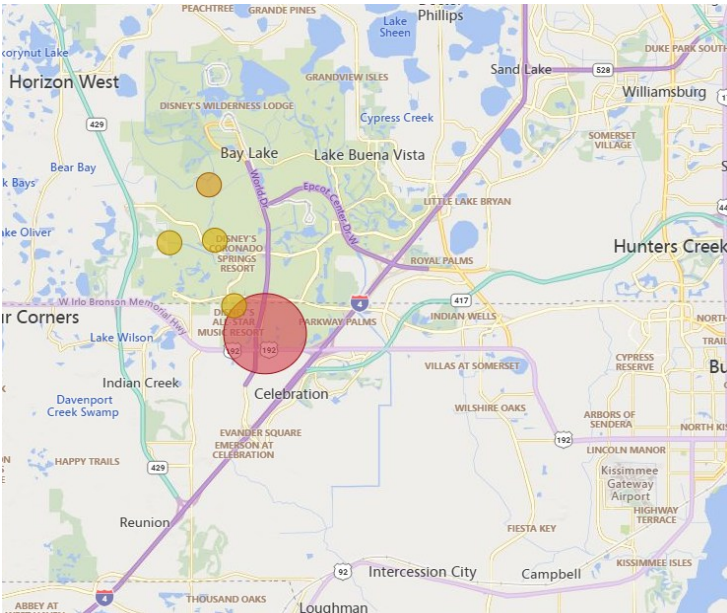 PEACHTREE
GRANDE PINES
Phillips
Lake
Sheen
DUKE PARK SOUTH
Horizon West
GRANDVIEW ISLES
Sand Lake
528
Williamsburg
DISNEY'S WILDERNESS LODGE
429
Cypress Creek
SOMERSET
VILLAGE
Bay Lake
Lake Buena Vista
Bear Bay
k Bays
World Dr
Epcot Center Dr W
LITTLE LAKE BRYAN
ake Oliver
DISNEY'S
CORONADO
SPRINGS
RESORT
Hunters Creek
ROYAL PALMS
W Irlo Bronson Memorial Hwy
4
417
r Corners
MUSIC RESORT
PARKWAY PALMS
INDIAN WELLS
NORTH
TRAIL
Lake Wilson
192
192
CYPRESS
RESERVE
VILLAS AT SOMERSET
Bu
Indian Creek
Celebration
Davenport
Creek Swamp
WILSHIRE OAKS
ARBORS OF
SENDERA
EVANDER SQUARE
EMERSON AT
CELEBRATION
192
NORTH KIS
LINCOLN MANOR
HAPPY TRAILS
429
Kissimmee
Gateway
Airport
HIGHWAY
TERRACE
Reunion
FIESTA KEY
KISSIMMEE ISLES
92
Intercession City
Campbell
4
THOUSAND OAKS
ABBEY AT
Loughman